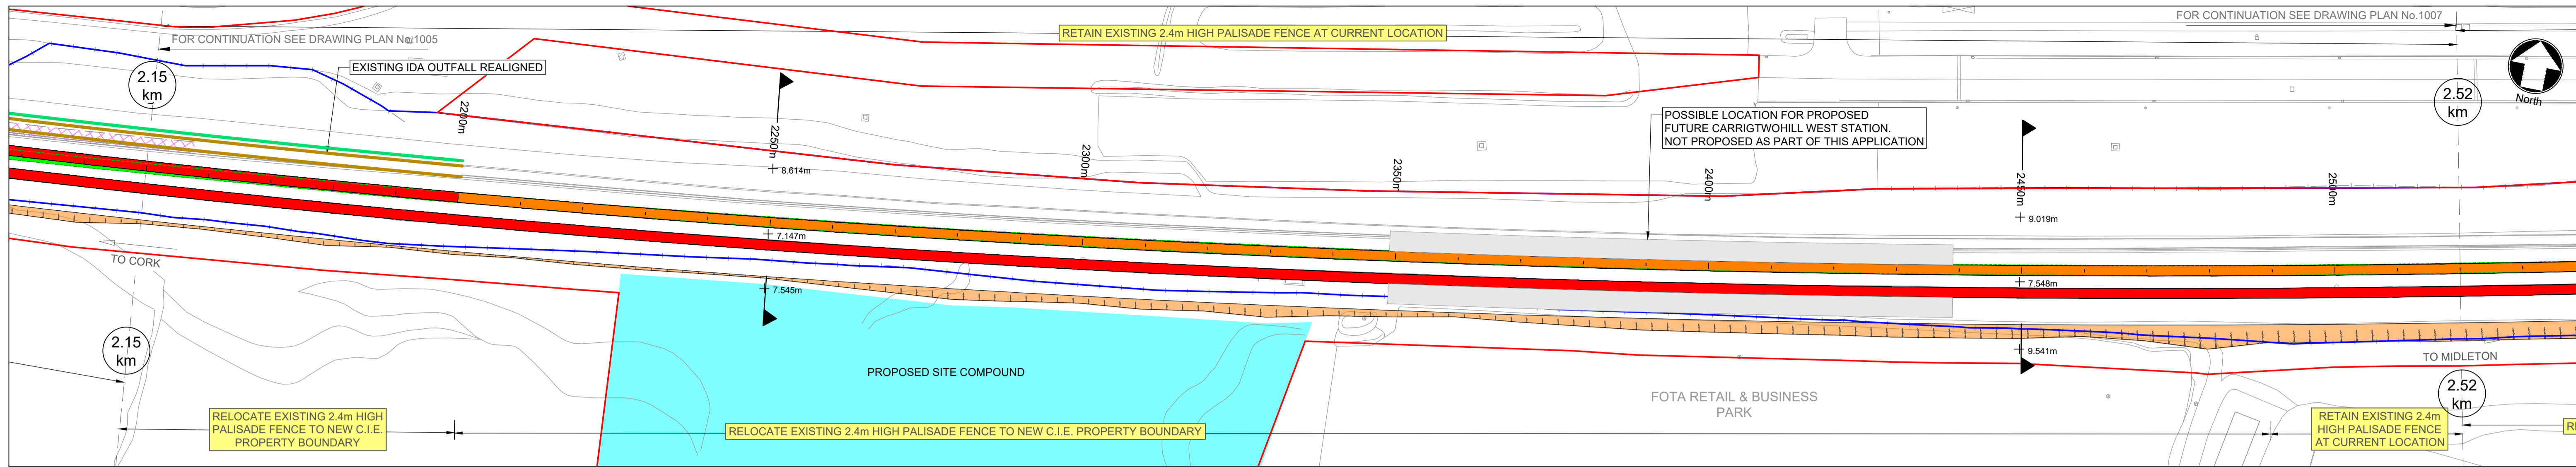 FOR CONTINUATION SEE DRAWING PLAN No.1005
RETAIN EXISTING 2.4m HIGH PALISADE FENCE AT CURRENT LOCATION
FOR CONTINUATION SEE DRAWING PLAN No.1007
EXISTING IDA OUTFALL REALIGNED
2.15
km
2.52
km
North
POSSIBLE LOCATION FOR PROPOSED
FUTURE CARRIGTWOHILL WEST STATION.
NOT PROPOSED AS PART OF THIS APPLICATION
2200m
2250m
2300m
2350m
2400m
2450m
2500m
8.614m
7.147m
7.545m
9.019m
7.548m
9.541m
TO CORK
TO MIDLETON
2.15
km
2.52
km
PROPOSED SITE COMPOUND
FOTA RETAIL & BUSINESS
PARK
RELOCATE EXISTING 2.4m HIGH
PALISADE FENCE TO NEW C.I.E.
PROPERTY BOUNDARY
RELOCATE EXISTING 2.4m HIGH PALISADE FENCE TO NEW C.I.E. PROPERTY BOUNDARY
RETAIN EXISTING 2.4m
HIGH PALISADE FENCE
AT CURRENT LOCATION